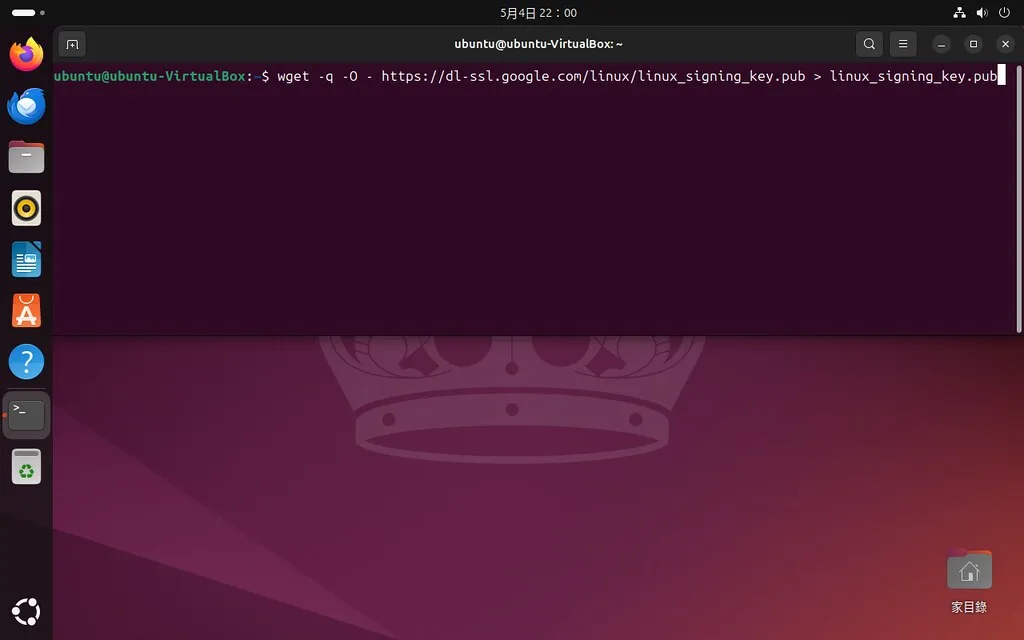 5月4日 22：00
ubuntu@ubuntu-VirtualBox: ~
ubuntu@ubuntu-VirtualBox:~$ wget -q -O - https://dl-ssl.google.com/linux/linux_signing_key.pub > linux_signing_key.pub
家目錄